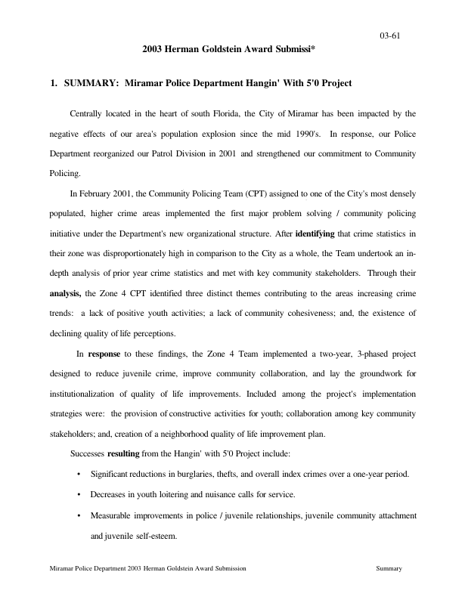 03-61
2003 Herman Goldstein Award Submissi*
1. SUMMARY: Miramar Police Department Hangin' With 5'0 Project
Centrally located in the heart of south Florida, the City of Miramar has been impacted by the
negative effects of our area's population explosion since the mid 1990's. In response, our Police
Department reorganized our Patrol Division in 2001 and strengthened our commitment to Community
Policing.
In February 2001, the Community Policing Team (CPT) assigned to one of the City's most densely
populated, higher crime areas implemented the first major problem solving / community policing
initiative under the Department's new organizational structure. After identifying that crime statistics in
their zone was disproportionately high in comparison to the City as a whole, the Team undertook an in-
depth analysis of prior year crime statistics and met with key community stakeholders. Through their
analysis, the Zone 4 CPT identified three distinct themes contributing to the areas increasing crime
trends: a lack of positive youth activities; a lack of community cohesiveness; and, the existence of
declining quality of life perceptions.
In response to these findings, the Zone 4 Team implemented a two-year, 3-phased project
designed to reduce juvenile crime, improve community collaboration, and lay the groundwork for
institutionalization of quality of life improvements. Included among the project's implementation
strategies were: the provision of constructive activities for youth; collaboration among key community
stakeholders; and, creation of a neighborhood quality of life improvement plan.
Successes resulting from the Hangin' with 5'0 Project include:
• Significant reductions in burglaries, thefts, and overall index crimes over a one-year period.
• Decreases in youth loitering and nuisance calls for service.
• Measurable improvements in police / juvenile relationships, juvenile community attachment
and juvenile self-esteem.
Miramar Police Department 2003 Herman Goldstein Award Submission Summary